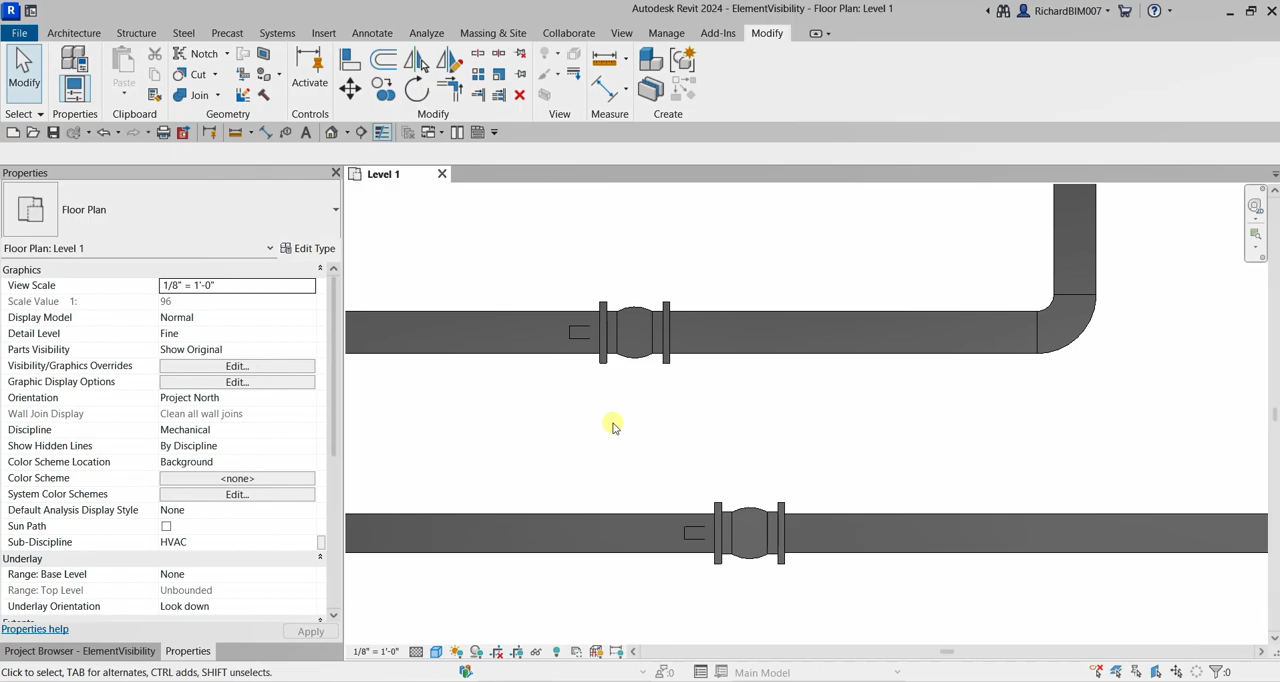 Autodesk Revit 2024 - ElementVisibility - Floor Plan: Level 1
RichardBIM007
File Architecture Structure Steel Precast Systems Insert Annotate Analyze Massing & Site Collaborate View Manage Add-Ins Modify
Modify Notch Cut Join Paste Activate
Select Properties Clipboard Geometry Controls Modify View Measure Create
Properties
Level 1
Floor Plan
Floor Plan: Level 1 Edit Type
Graphics
View Scale 1/8" = 1'-0"
Scale Value 1: 96
Display Model Normal
Detail Level Fine
Parts Visibility Show Original
Visibility/Graphics Overrides Edit...
Graphic Display Options Edit...
Orientation Project North
Wall Join Display Clean all wall joins
Discipline Mechanical
Show Hidden Lines By Discipline
Color Scheme Location Background
Color Scheme <none>
System Color Schemes Edit...
Default Analysis Display Style None
Sun Path
Sub-Discipline HVAC
Underlay
Range: Base Level None
Range: Top Level Unbounded
Underlay Orientation Look down
Properties help Apply
Project Browser - ElementVisibility Properties 1/8" = 1'-0"
Click to select, TAB for alternates, CTRL adds, SHIFT unselects. :0 Main Model :0